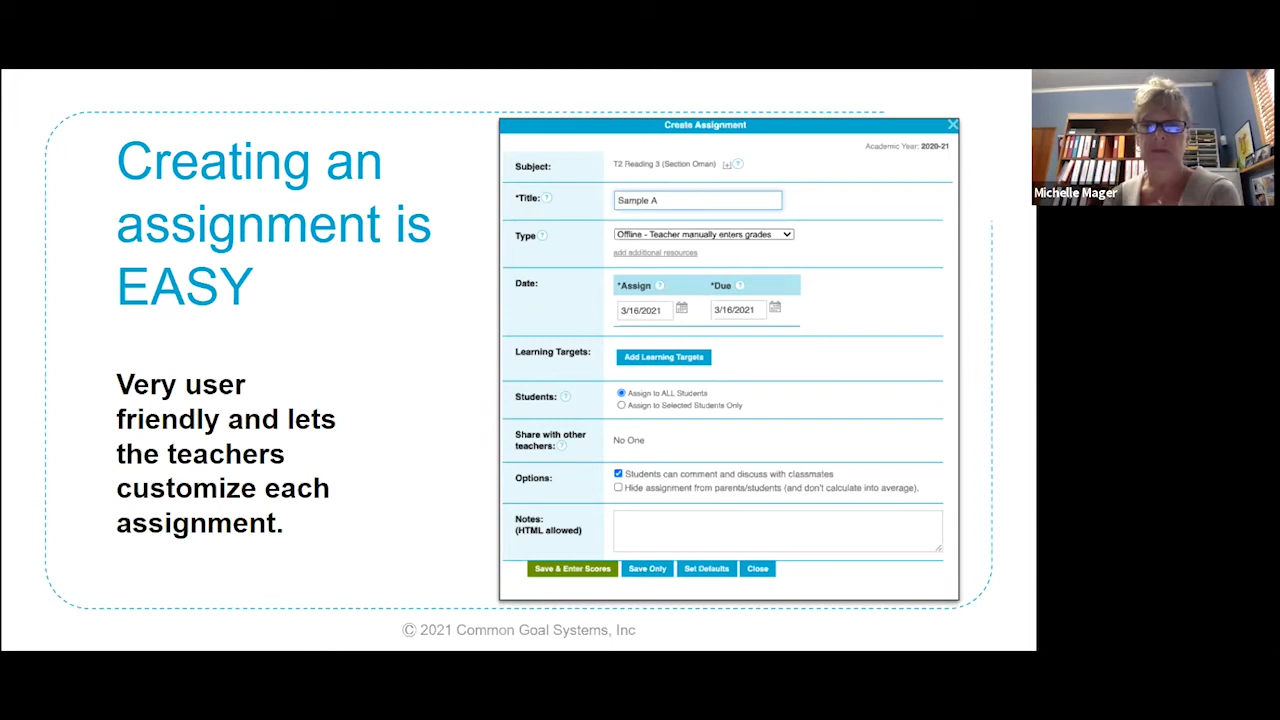 Creating an
assignment is
EASY
Very user
friendly and lets
the teachers
customize each
assignment.
Create Assignment
Academic Year: 2020-21
Subject:
T2 Reading 3 (Section Oman) [+] ?
*Title: ?
Sample A
Type ?
Offline - Teacher manually enters grades
add additional resources
Date:
*Assign ? *Due ?
3/16/2021 3/16/2021
Learning Targets:
Add Learning Targets
Students: ?
Assign to ALL Students
Assign to Selected Students Only
Share with other
teachers: ?
No One
Options:
Students can comment and discuss with classmates
Hide assignment from parents/students (and don't calculate into average).
Notes:
(HTML allowed)
Save & Enter Scores Save Only Set Defaults Close
© 2021 Common Goal Systems, Inc
Michelle Mager